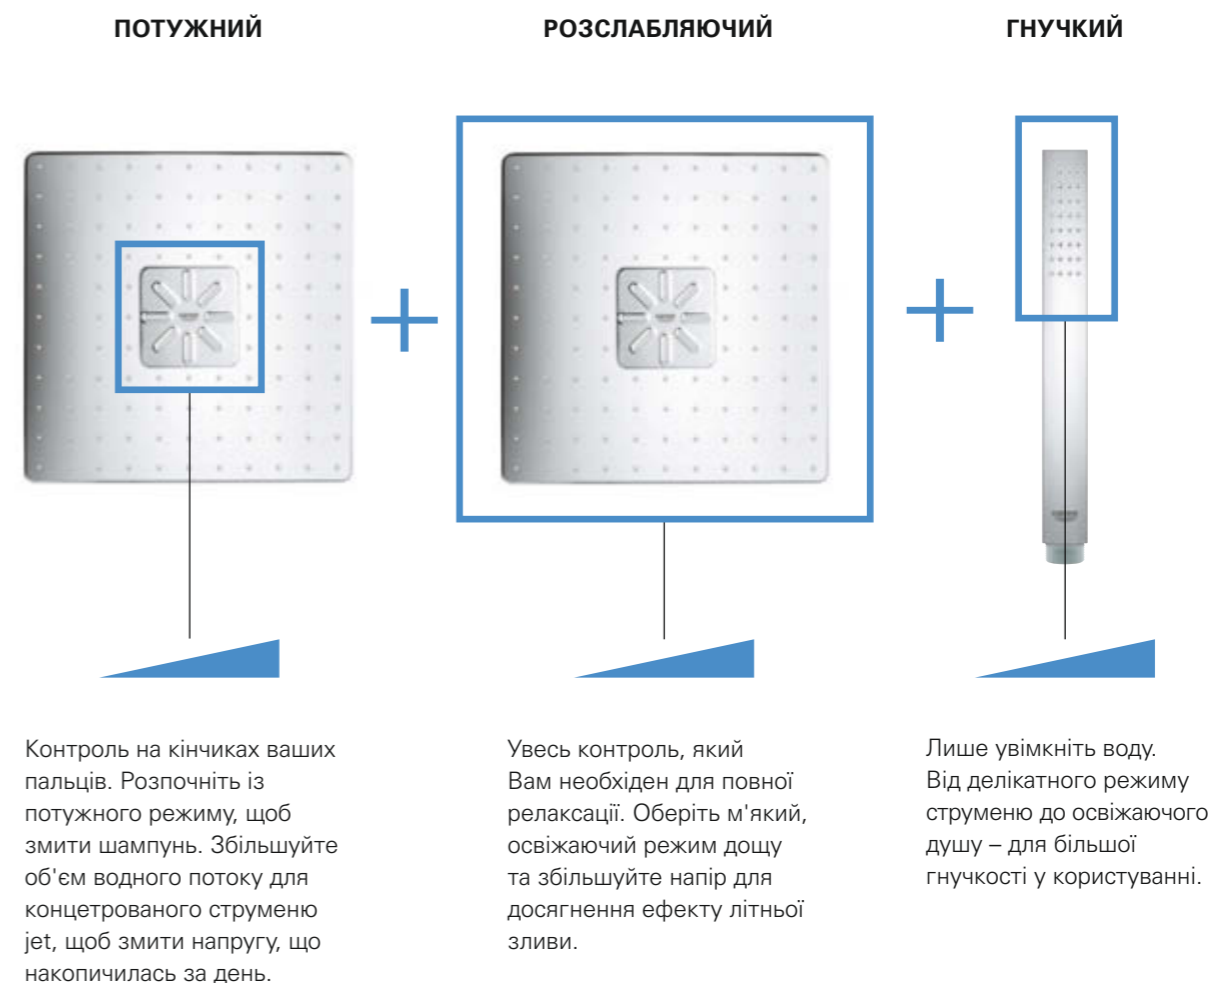 ПОТУЖНИЙ
РОЗСЛАБЛЯЮЧИЙ
ГНУЧКИЙ
Контроль на кінчиках ваших
пальців. Розпочніть із
потужного режиму, щоб
змити шампунь. Збільшуйте
об'єм водного потоку для
концетрованого струменю
jet, щоб змити напругу, що
накопичилась за день.
Увесь контроль, який
Вам необхіден для повної
релаксації. Оберіть м'який,
освіжаючий режим дощу
та збільшуйте напір для
досягнення ефекту літньої
зливи.
Лише увімкніть воду.
Від делікатного режиму
струменю до освіжаючого
душу – для більшої
гнучкості у користуванні.